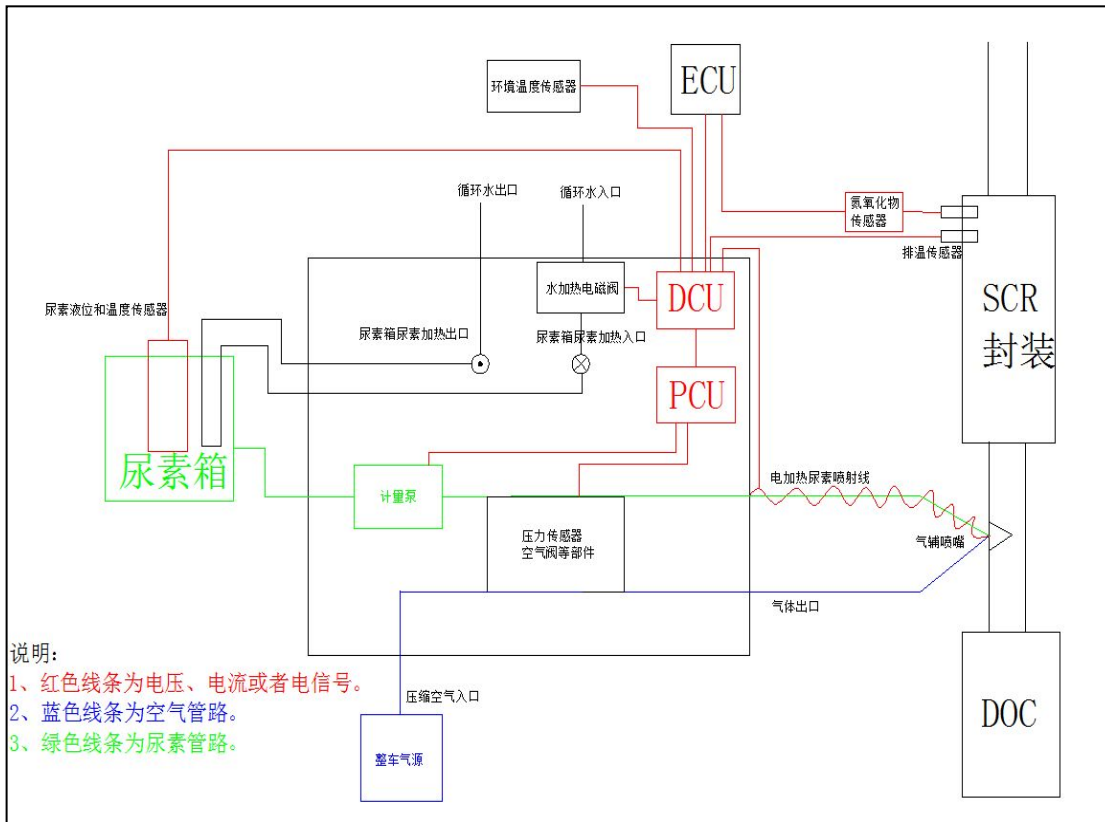 环境温度传感器
ECU
循环水出口
循环水入口
氮氧化物
传感器
排温传感器
尿素液位和温度传感器
水加热电磁阀
DCU
SCR
封装
尿素箱尿素加热出口
尿素箱尿素加热入口
PCU
尿素箱
计量泵
电加热尿素喷射线
压力传感器
空气阀等部件
气辅喷嘴
气体出口
说明:
1、红色线条为电压、电流或者电信号。
2、蓝色线条为空气管路。
3、绿色线条为尿素管路。
压缩空气入口
整车气源
DOC